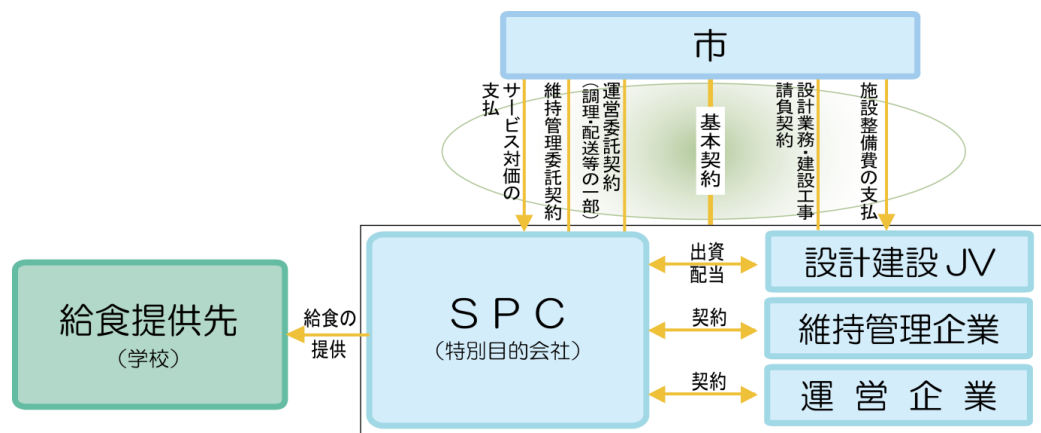 市
サービス対価の
支払
維持管理委託契約
運営委託契約
（調理・配送等の一部）
基本契約
設計業務・建設工事
請負契約
施設整備費の支払
給食提供先
（学校）
給食の
提供
ＳＰＣ
（特別目的会社）
出資
配当
契約
契約
設計建設JV
維持管理企業
運営企業